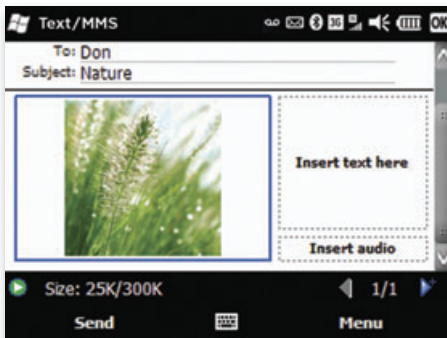 Text/MMS 3G OK
To: Don
Subject: Nature
Insert text here
Insert audio
Size: 25K/300K 1/1
Send Menu